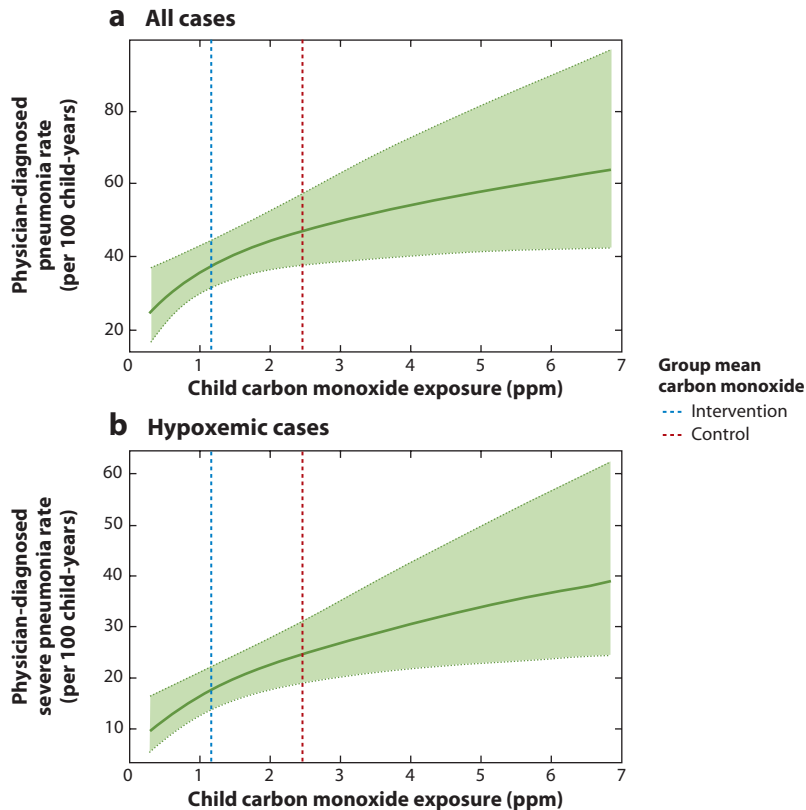 a All cases
Physician-diagnosed
pneumonia rate
(per 100 child-years)
80
60
40
20
0 1 2 3 4 5 6 7
Child carbon monoxide exposure (ppm)
Group mean
carbon monoxide
Intervention
Control
b Hypoxemic cases
Physician-diagnosed
severe pneumonia rate
(per 100 child-years)
60
50
40
30
20
10
0 1 2 3 4 5 6 7
Child carbon monoxide exposure (ppm)